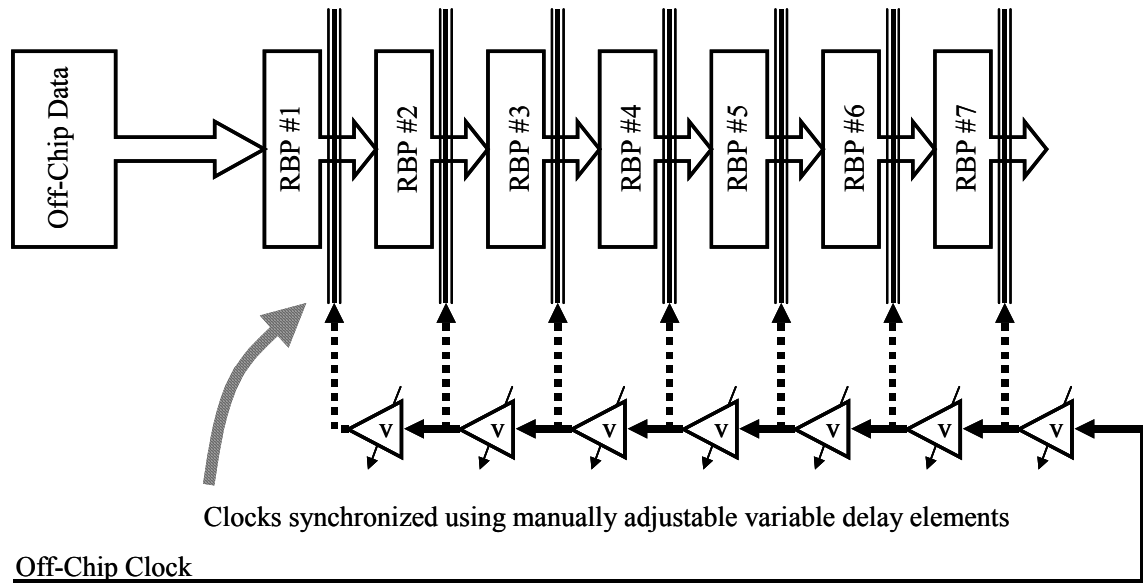 Off-Chip Data
RBP #1
RBP #2
RBP #3
RBP #4
RBP #5
RBP #6
RBP #7
v
v
v
v
v
v
v
Clocks synchronized using manually adjustable variable delay elements
Off-Chip Clock